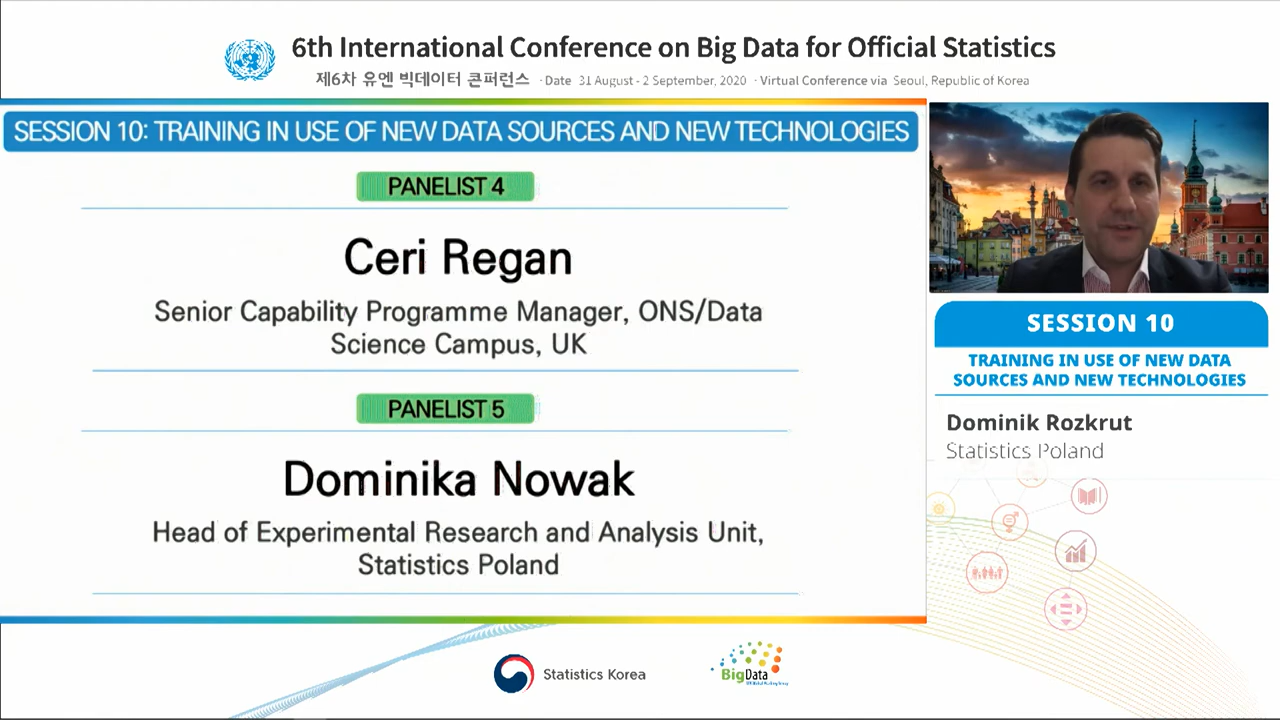 6th International Conference on Big Data for Official Statistics
제6차 유엔 빅데이터 콘퍼런스 · Date 31 August - 2 September, 2020 · Virtual Conference via Seoul, Republic of Korea
SESSION 10: TRAINING IN USE OF NEW DATA SOURCES AND NEW TECHNOLOGIES
PANELIST 4
Ceri Regan
Senior Capability Programme Manager, ONS/Data
Science Campus, UK
PANELIST 5
Dominika Nowak
Head of Experimental Research and Analysis Unit,
Statistics Poland
SESSION 10
TRAINING IN USE OF NEW DATA
SOURCES AND NEW TECHNOLOGIES
Dominik Rozkrut
Statistics Poland
Statistics Korea
BigData